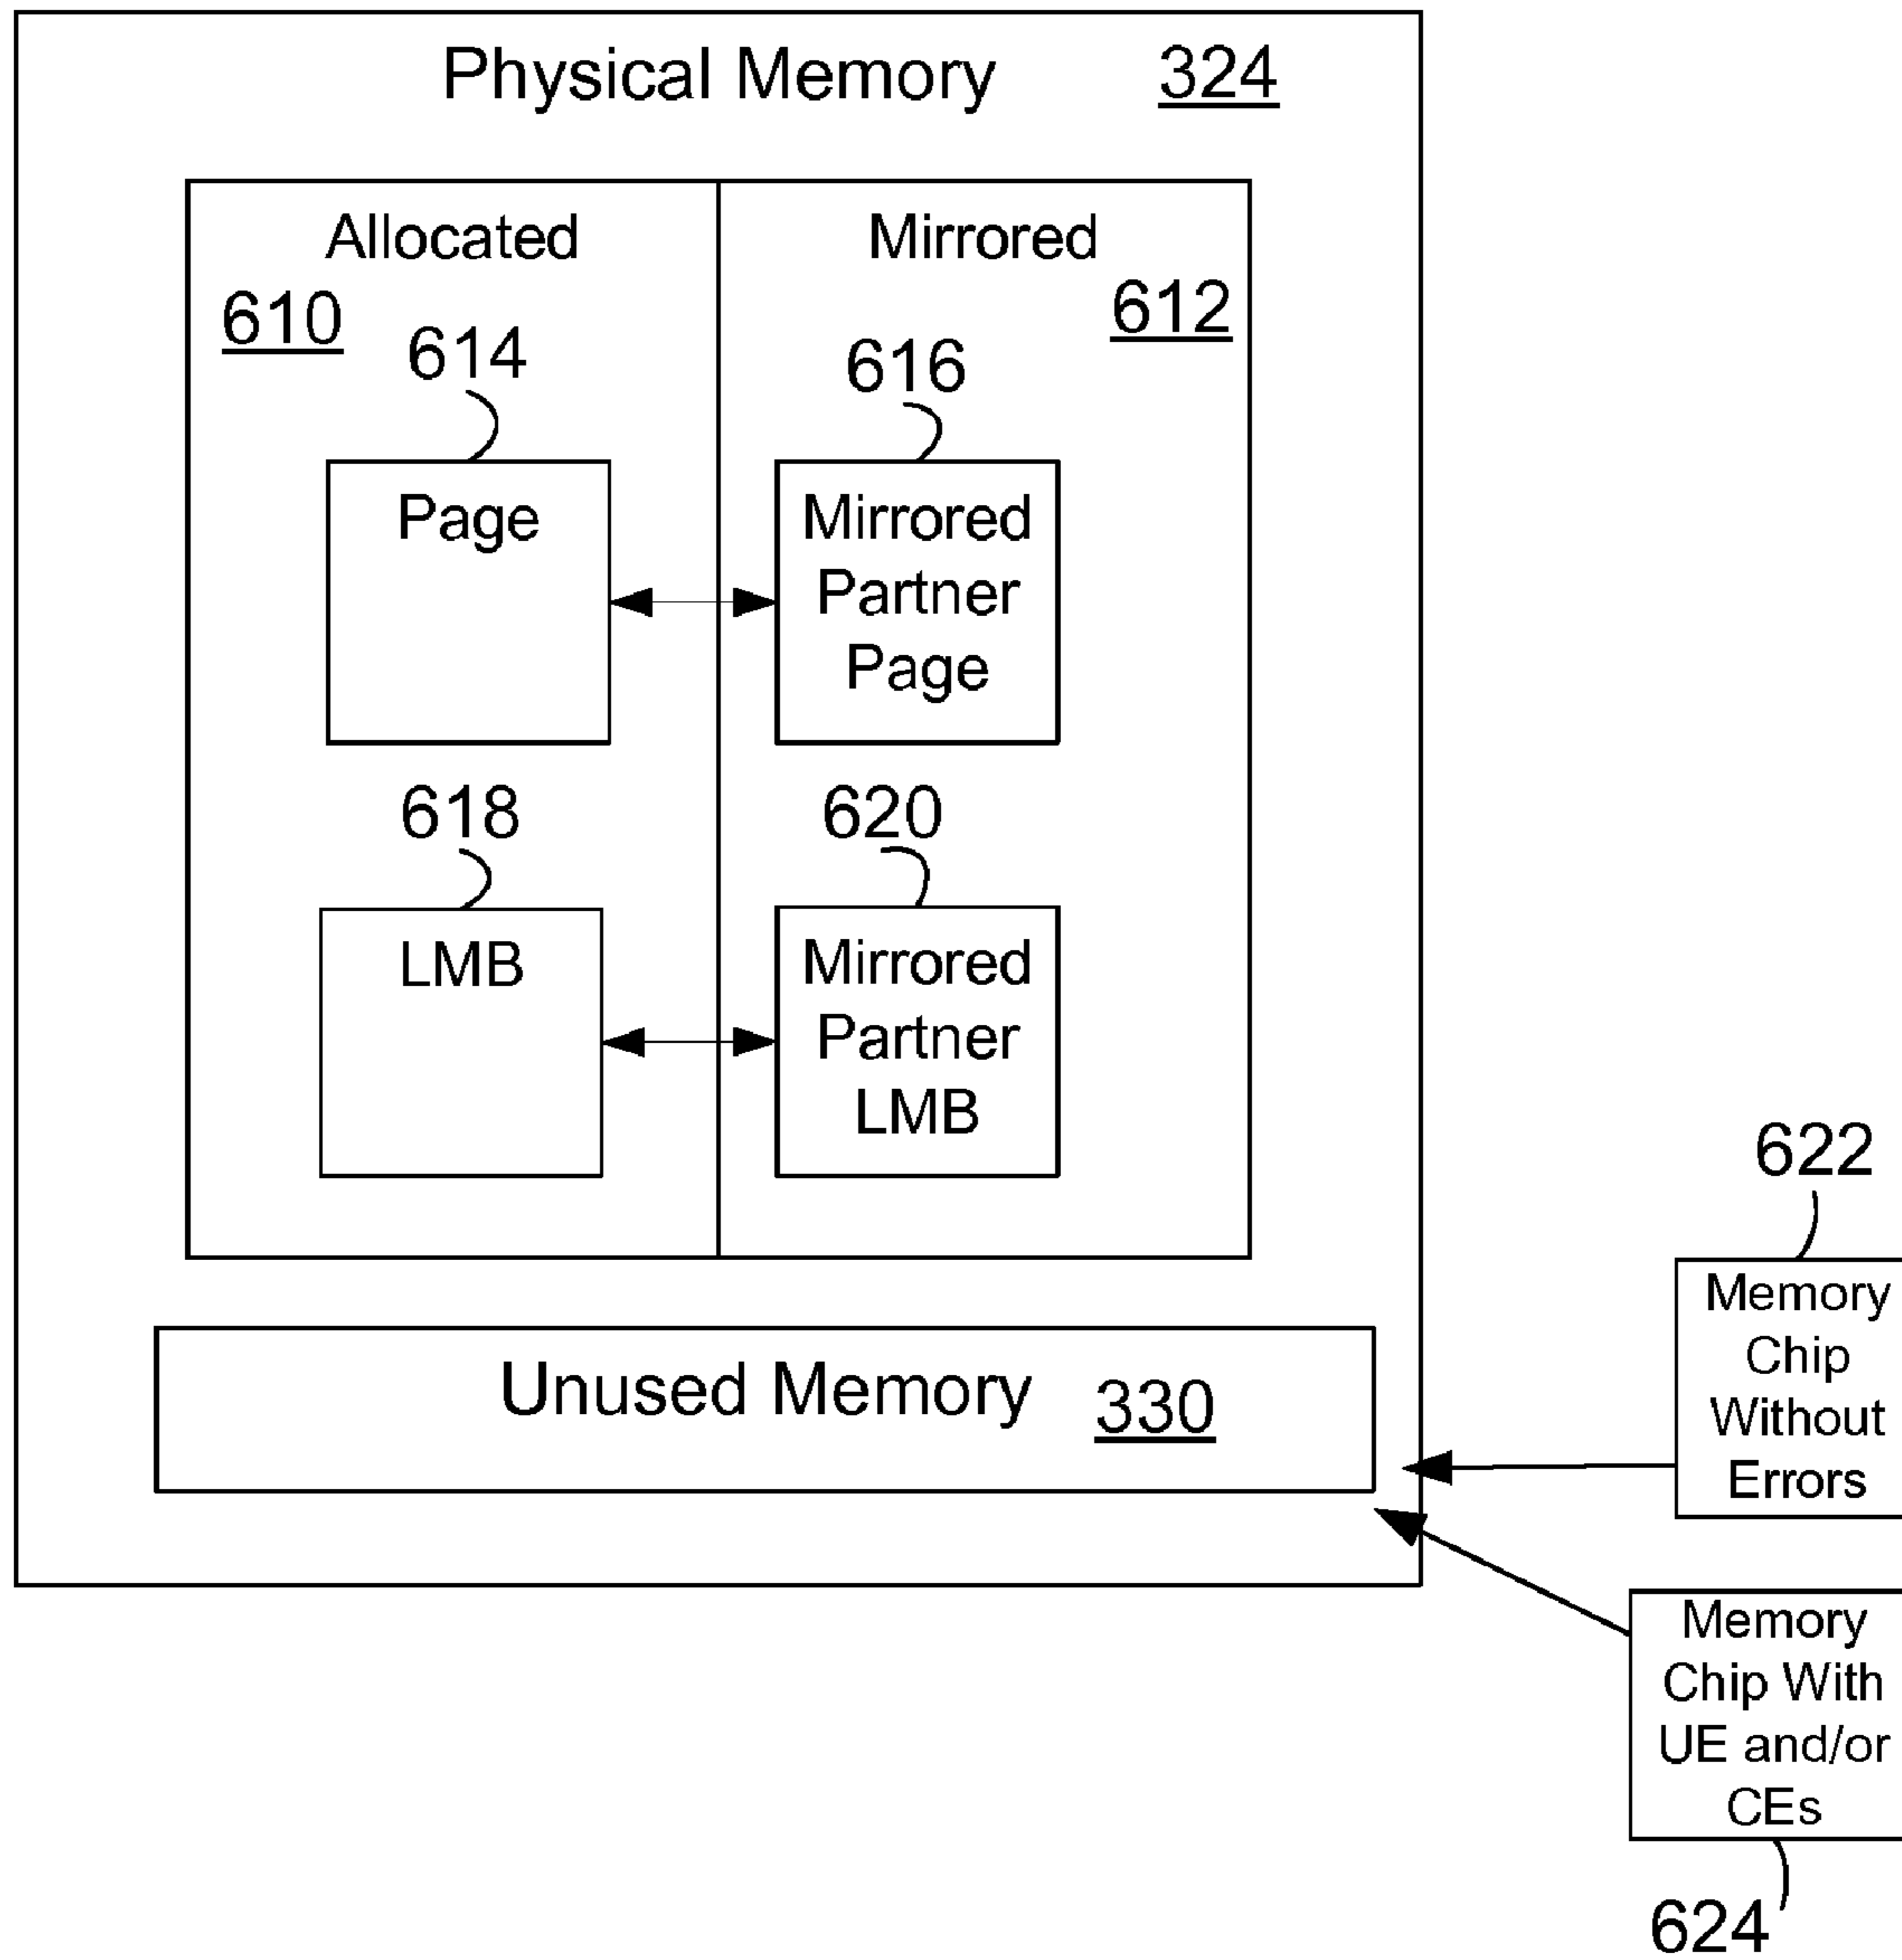 Physical Memory 324
Allocated
610
Mirrored
612
614
616
Page
Mirrored
Partner
Page
618
620
LMB
Mirrored
Partner
LMB
Unused Memory 330
622
Memory
Chip
Without
Errors
Memory
Chip With
UE and/or
CEs
624